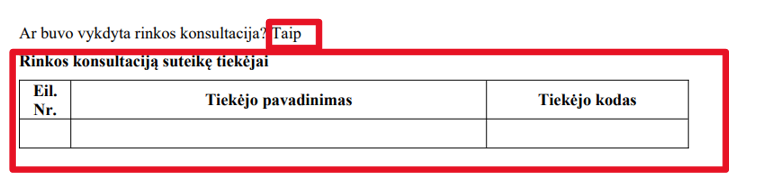 Ar buvo vykdyta rinkos konsultacija? Taip
Rinkos konsultaciją suteikę tiekėjai
Eil. Nr.
Tiekėjo pavadinimas
Tiekėjo kodas